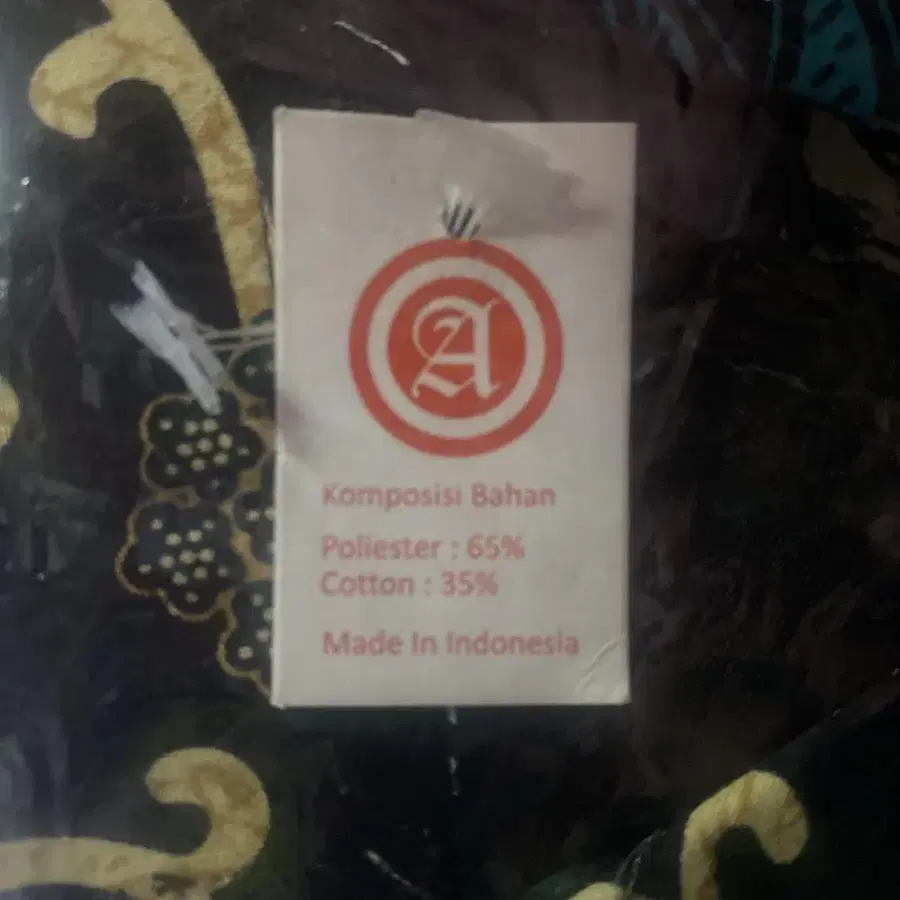 A
Komposisi Bahan
Poliester : 65%
Cotton : 35%
Made In Indonesia